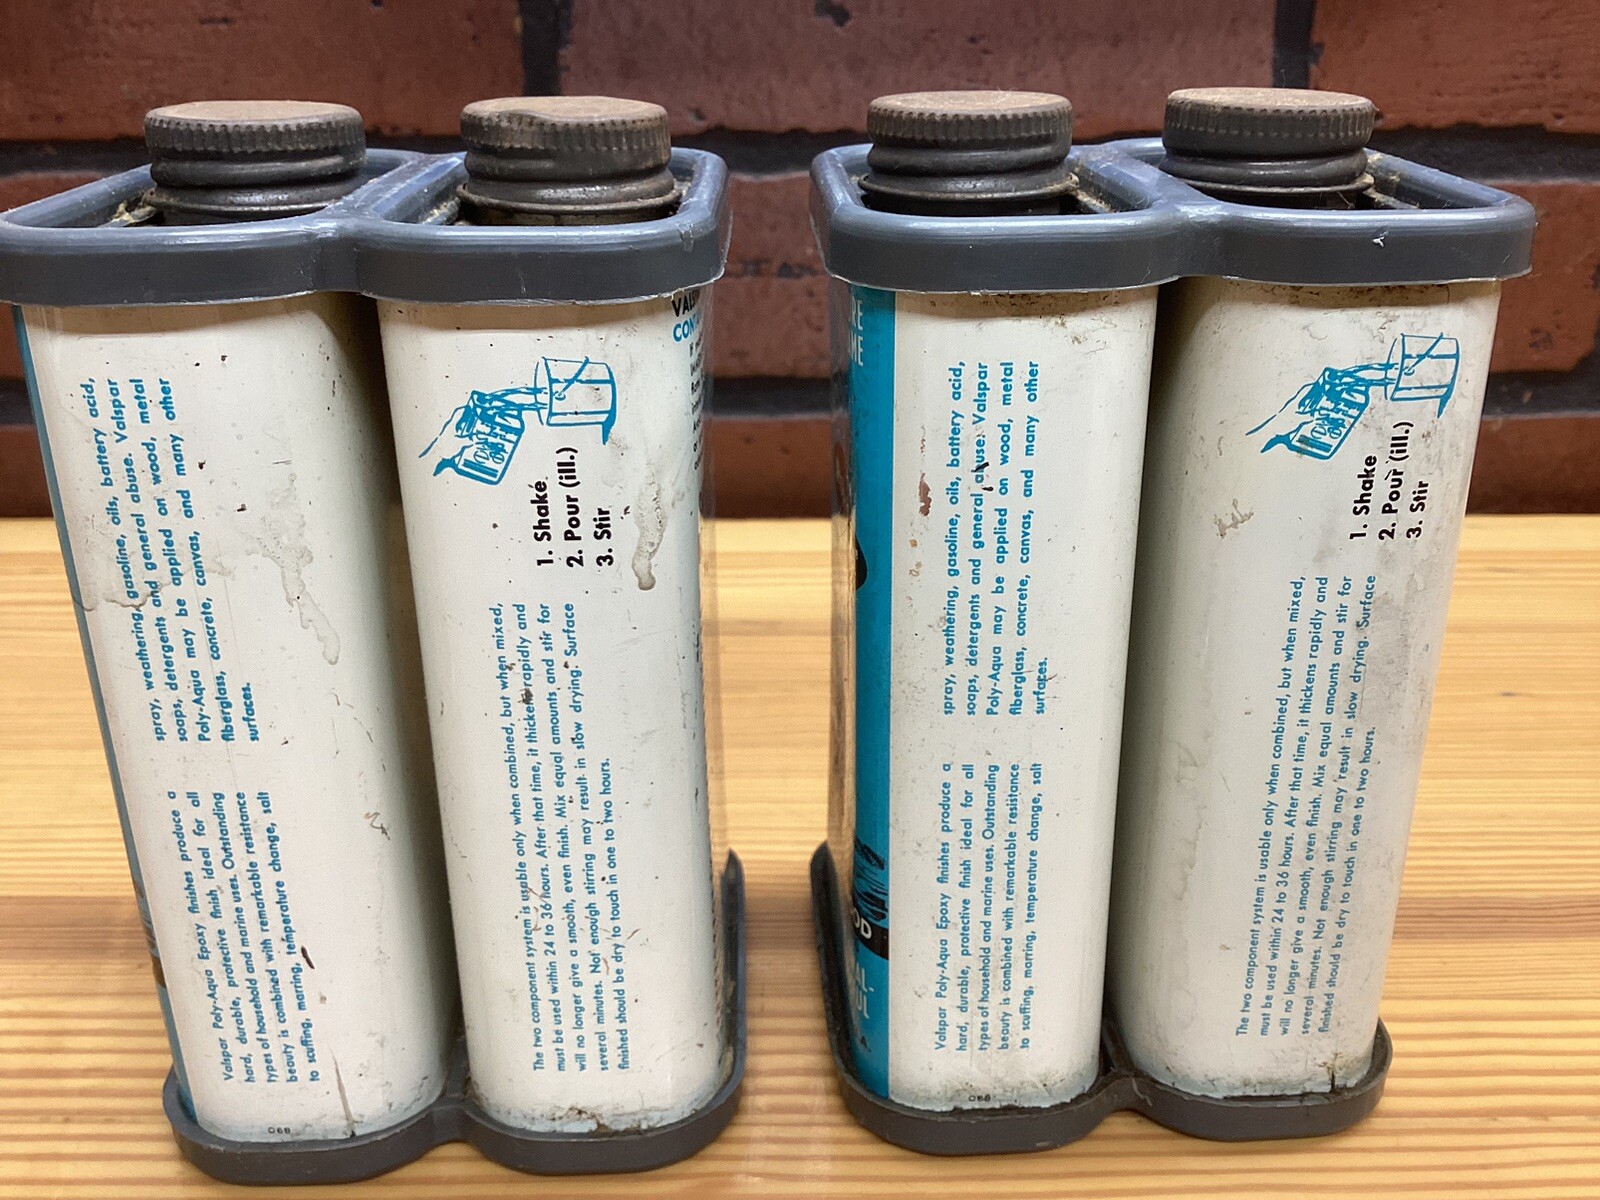 Valspar Poly-Aqua Epoxy finishes produce a
hard, durable, protective finish ideal for all
types of household and marine uses. Outstanding
beauty is combined with remarkable resistance
to scuffing, marring, temperature change, salt
spray, weathering, gasoline, oils, battery acid,
soaps, detergents and general abuse. Valspar
Poly-Aqua may be applied on wood, metal
fiberglass, concrete, canvas, and many other
surfaces.
The two component system is usable only when combined, but when mixed,
must be used within 24 to 36 hours. After that time, it thickens rapidly and
will no longer give a smooth, even finish. Mix equal amounts and stir for
several minutes. Not enough stirring may result in slow drying. Surface
finished should be dry to touch in one to two hours.
1. Shake
2. Pour (ill.)
3. Stir
Valspar Poly-Aqua Epoxy finishes produce a
hard, durable, protective finish ideal for all
types of household and marine uses. Outstanding
beauty is combined with remarkable resistance
to scuffing, marring, temperature change, salt
spray, weathering, gasoline, oils, battery acid,
soaps, detergents and general abuse. Valspar
Poly-Aqua may be applied on wood, metal
fiberglass, concrete, canvas, and many other
surfaces.
The two component system is usable only when combined, but when mixed,
must be used within 24 to 36 hours. After that time, it thickens rapidly and
will no longer give a smooth, even finish. Mix equal amounts and stir for
several minutes. Not enough stirring may result in slow drying. Surface
finished should be dry to touch in one to two hours.
1. Shake
2. Pour (ill.)
3. Stir